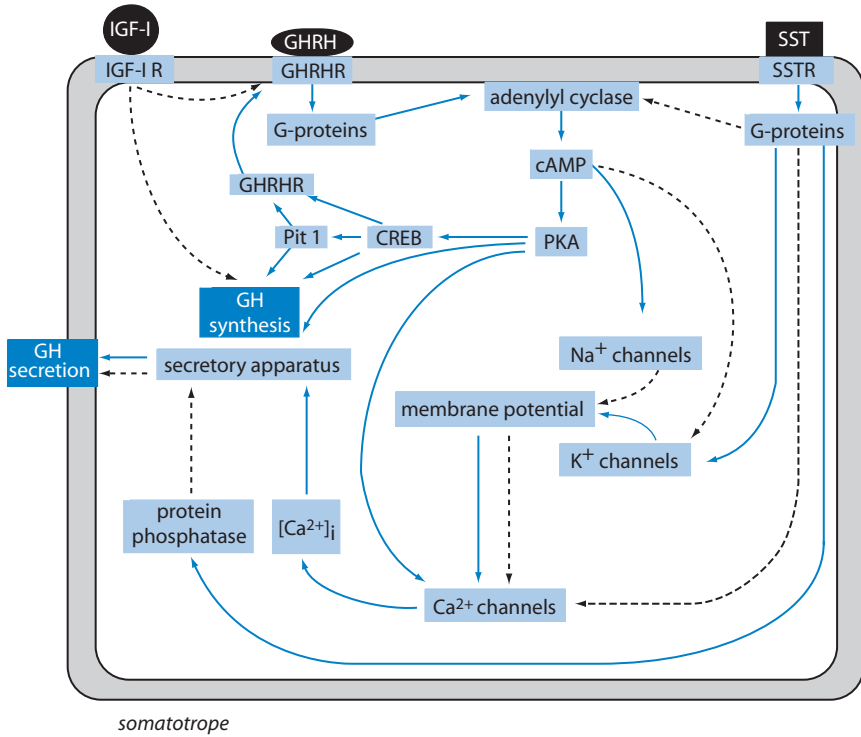 IGF-I
GHRH
SST
IGF-I R
GHRHR
SSTR
adenylyl cyclase
G-proteins
G-proteins
cAMP
GHRHR
Pit 1
CREB
PKA
GH
synthesis
GH
secretion
secretory apparatus
Na⁺ channels
membrane potential
K⁺ channels
protein
phosphatase
[Ca²⁺]i
Ca²⁺ channels
somatotrope